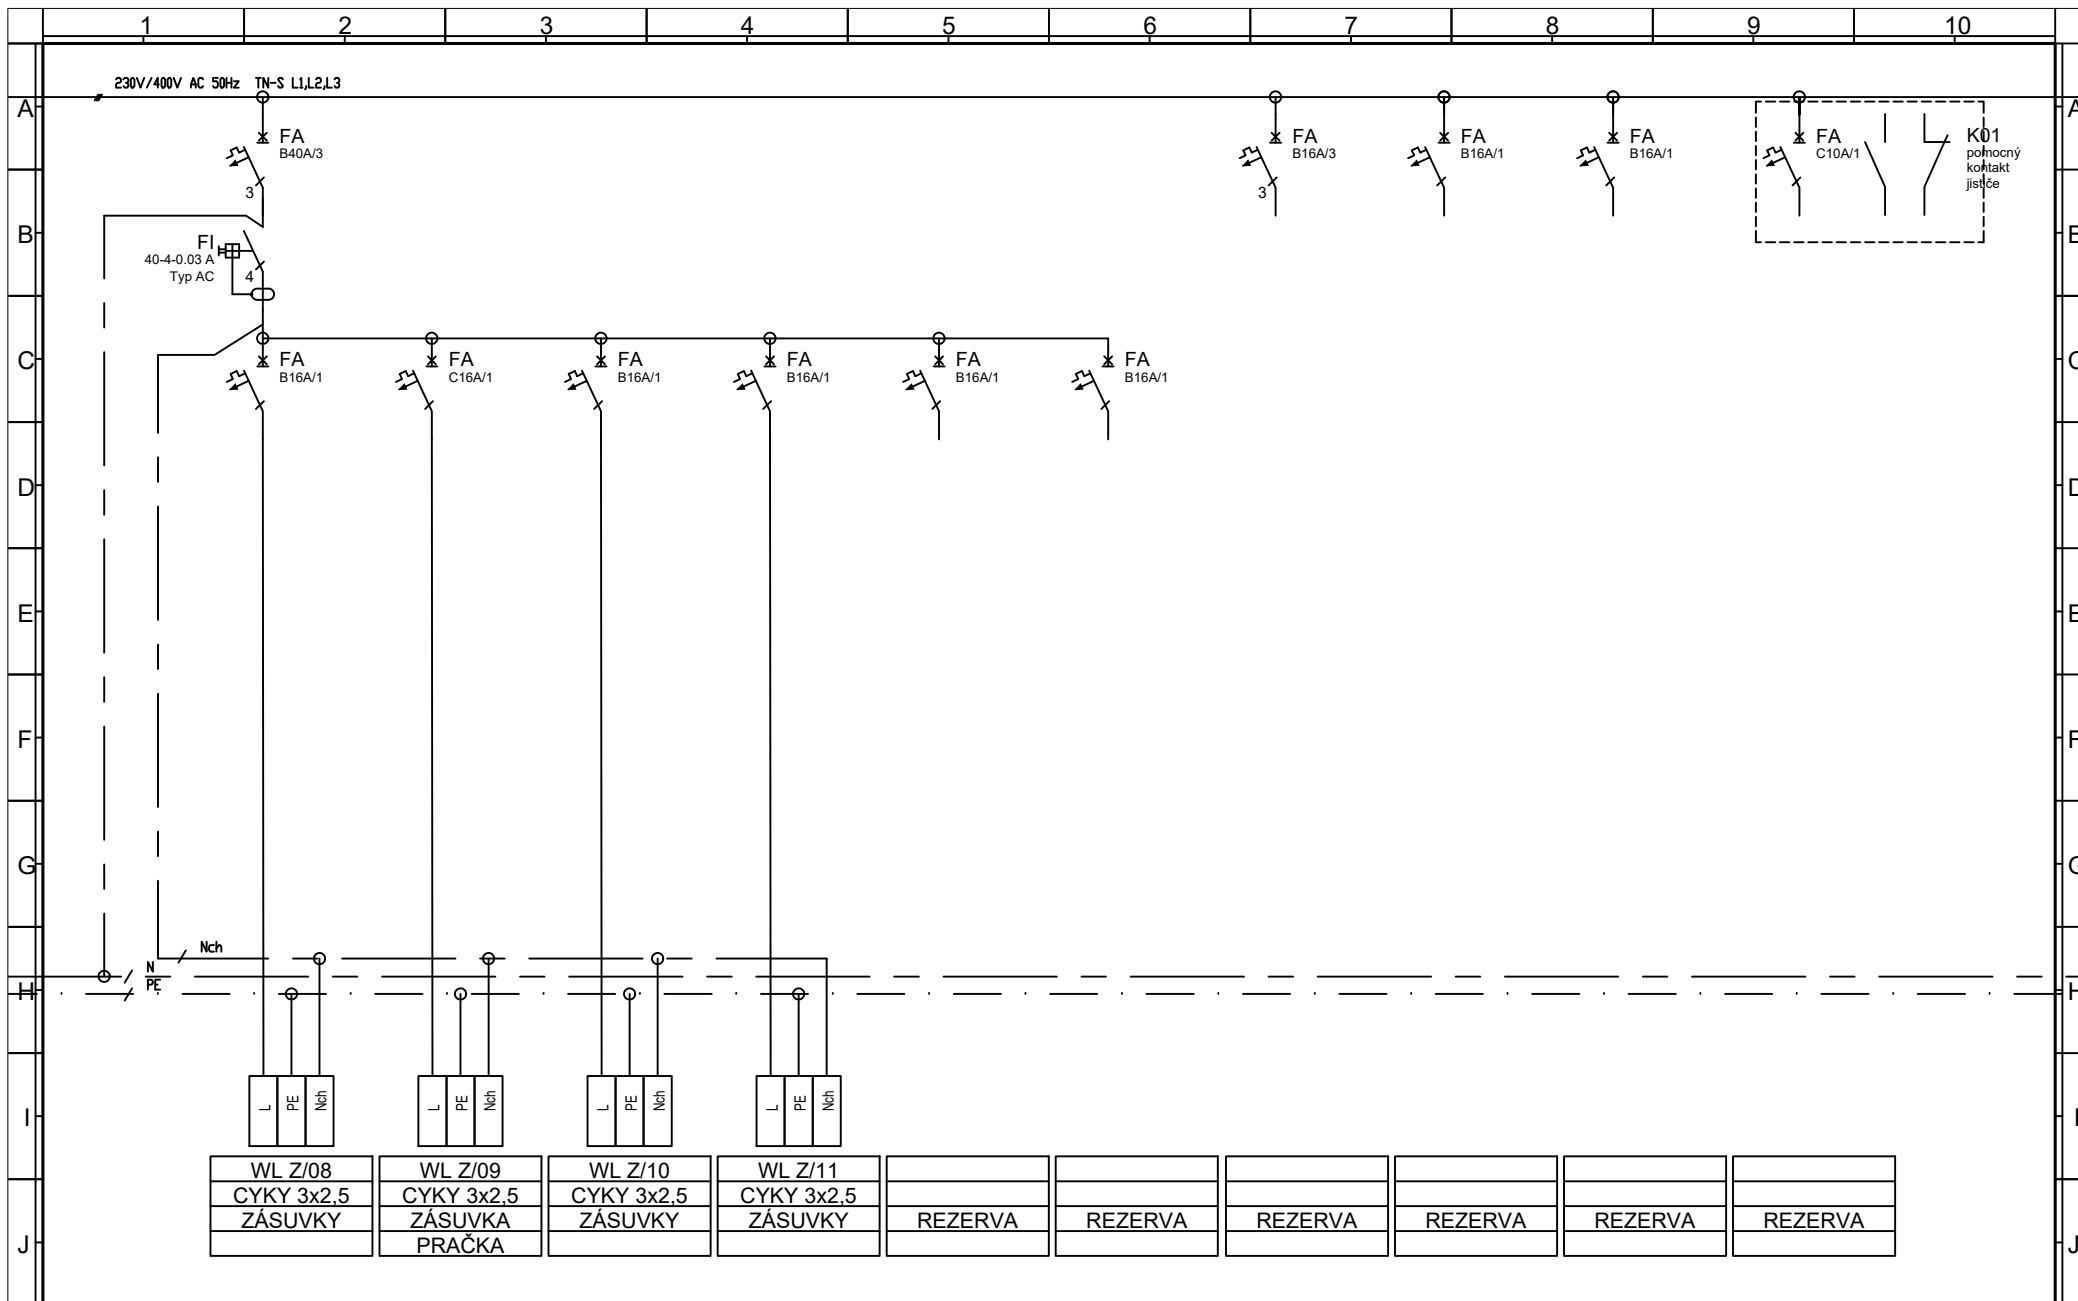 1 2 3 4 5 6 7 8 9 10
230V/400V AC 50Hz TN-S L1,L2,L3
A A
FA FA FA FA FA K01
B40A/3 B16A/3 B16A/1 B16A/1 C10A/1 pomocný
kontakt
jističe
3 3
B B
FI
40-4-0.03 A
Typ AC 4
C C
FA FA FA FA FA FA
B16A/1 C16A/1 B16A/1 B16A/1 B16A/1 B16A/1
D D
E E
F F
G G
Nch
N
PE
H H
L PE Nch L PE Nch L PE Nch L PE Nch
I I
WL Z/08 WL Z/09 WL Z/10 WL Z/11
CYKY 3x2,5 CYKY 3x2,5 CYKY 3x2,5 CYKY 3x2,5
ZÁSUVKY ZÁSUVKA ZÁSUVKY ZÁSUVKY REZERVA REZERVA REZERVA REZERVA REZERVA REZERVA
PRAČKA
J J